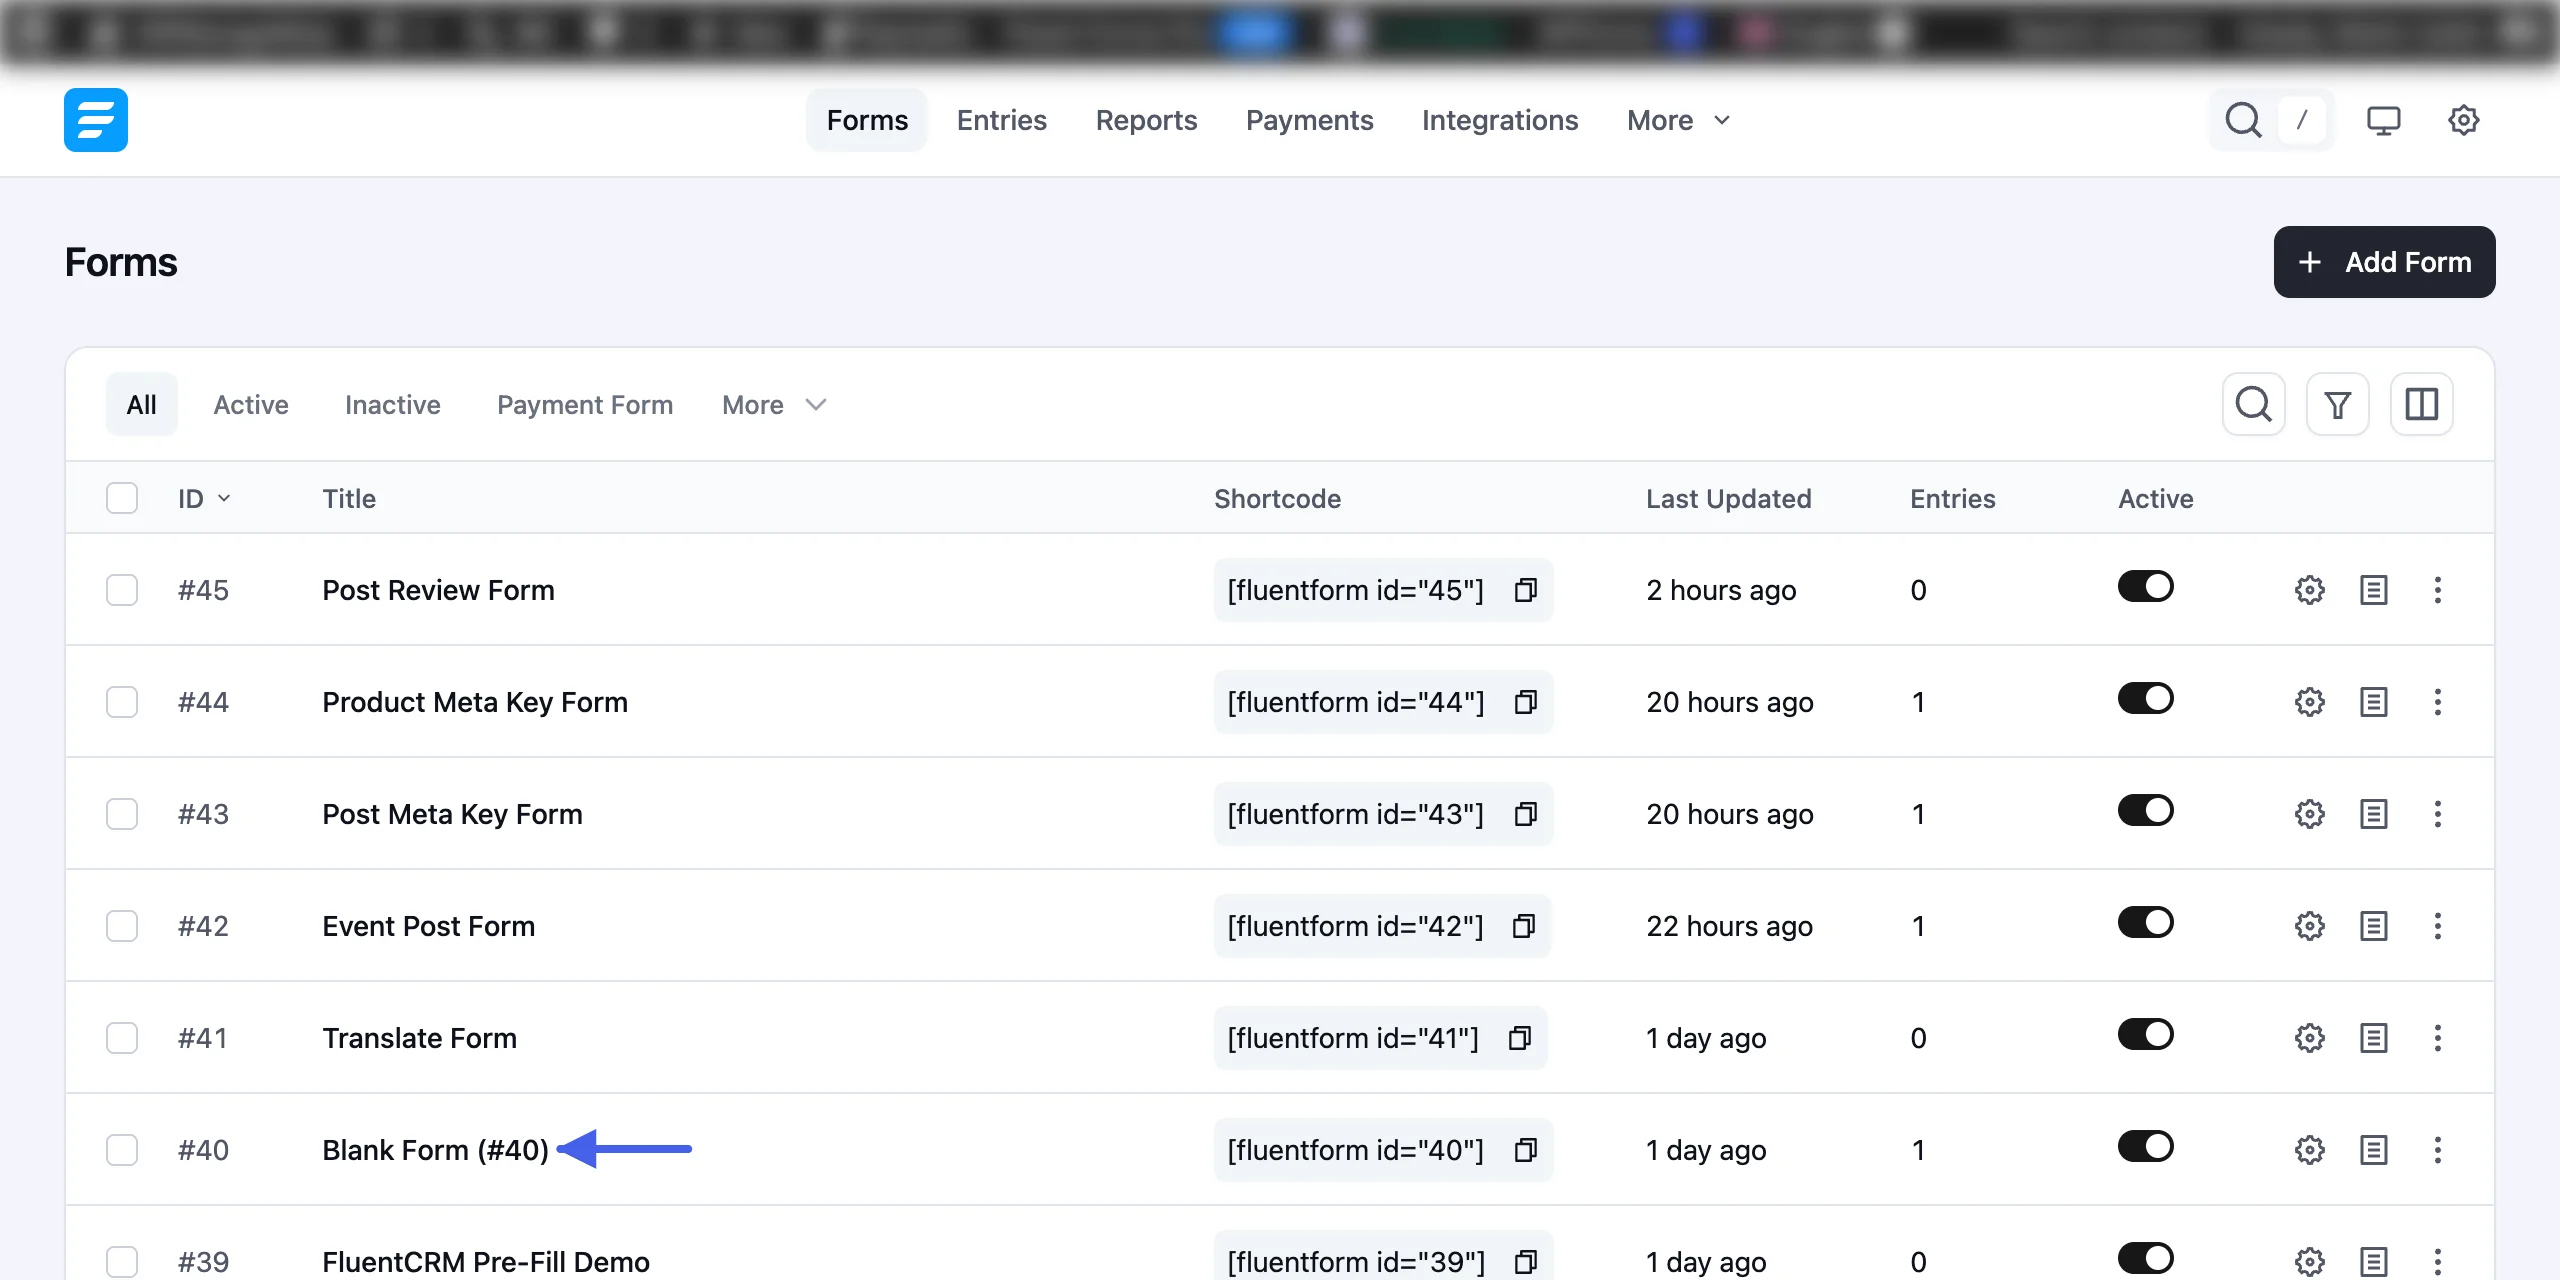 Forms Entries Reports Payments Integrations More /
Forms
+ Add Form
All Active Inactive Payment Form More
ID Title Shortcode Last Updated Entries Active
#45 Post Review Form [fluentform id="45"] 2 hours ago 0
#44 Product Meta Key Form [fluentform id="44"] 20 hours ago 1
#43 Post Meta Key Form [fluentform id="43"] 20 hours ago 1
#42 Event Post Form [fluentform id="42"] 22 hours ago 1
#41 Translate Form [fluentform id="41"] 1 day ago 0
#40 Blank Form (#40) [fluentform id="40"] 1 day ago 1
#39 FluentCRM Pre-Fill Demo [fluentform id="39"] 1 day ago 0